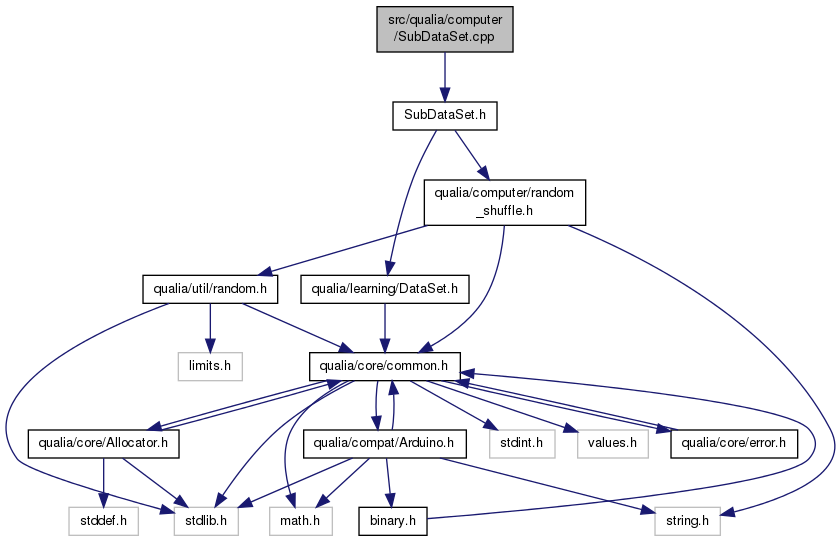 src/qualia/computer
/SubDataSet.cpp
SubDataSet.h
qualia/computer/random
_shuffle.h
qualia/util/random.h
qualia/learning/DataSet.h
limits.h
qualia/core/common.h
qualia/core/Allocator.h
qualia/compat/Arduino.h
stdint.h
values.h
qualia/core/error.h
stddef.h
stdlib.h
math.h
binary.h
string.h